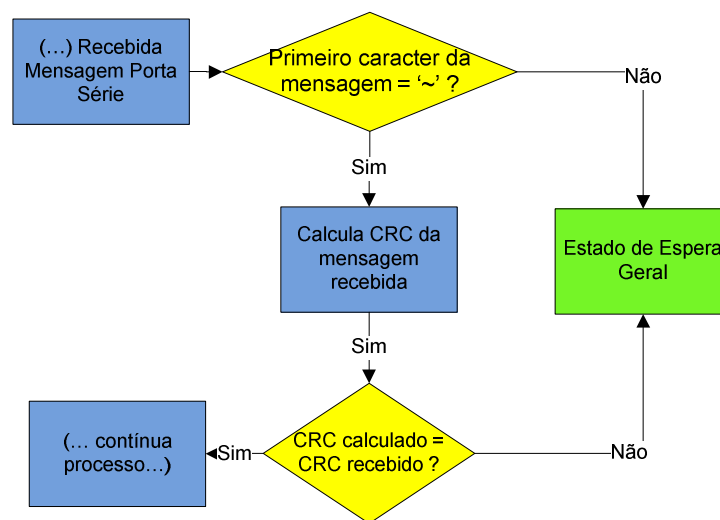 (…) Recebida
Mensagem Porta
Série
Primeiro caracter da
mensagem = ‘~’ ?
Não
Sim
Calcula CRC da
mensagem
recebida
Estado de Espera
Geral
Sim
(… contínua
processo…)
Sim
CRC calculado =
CRC recebido ?
Não